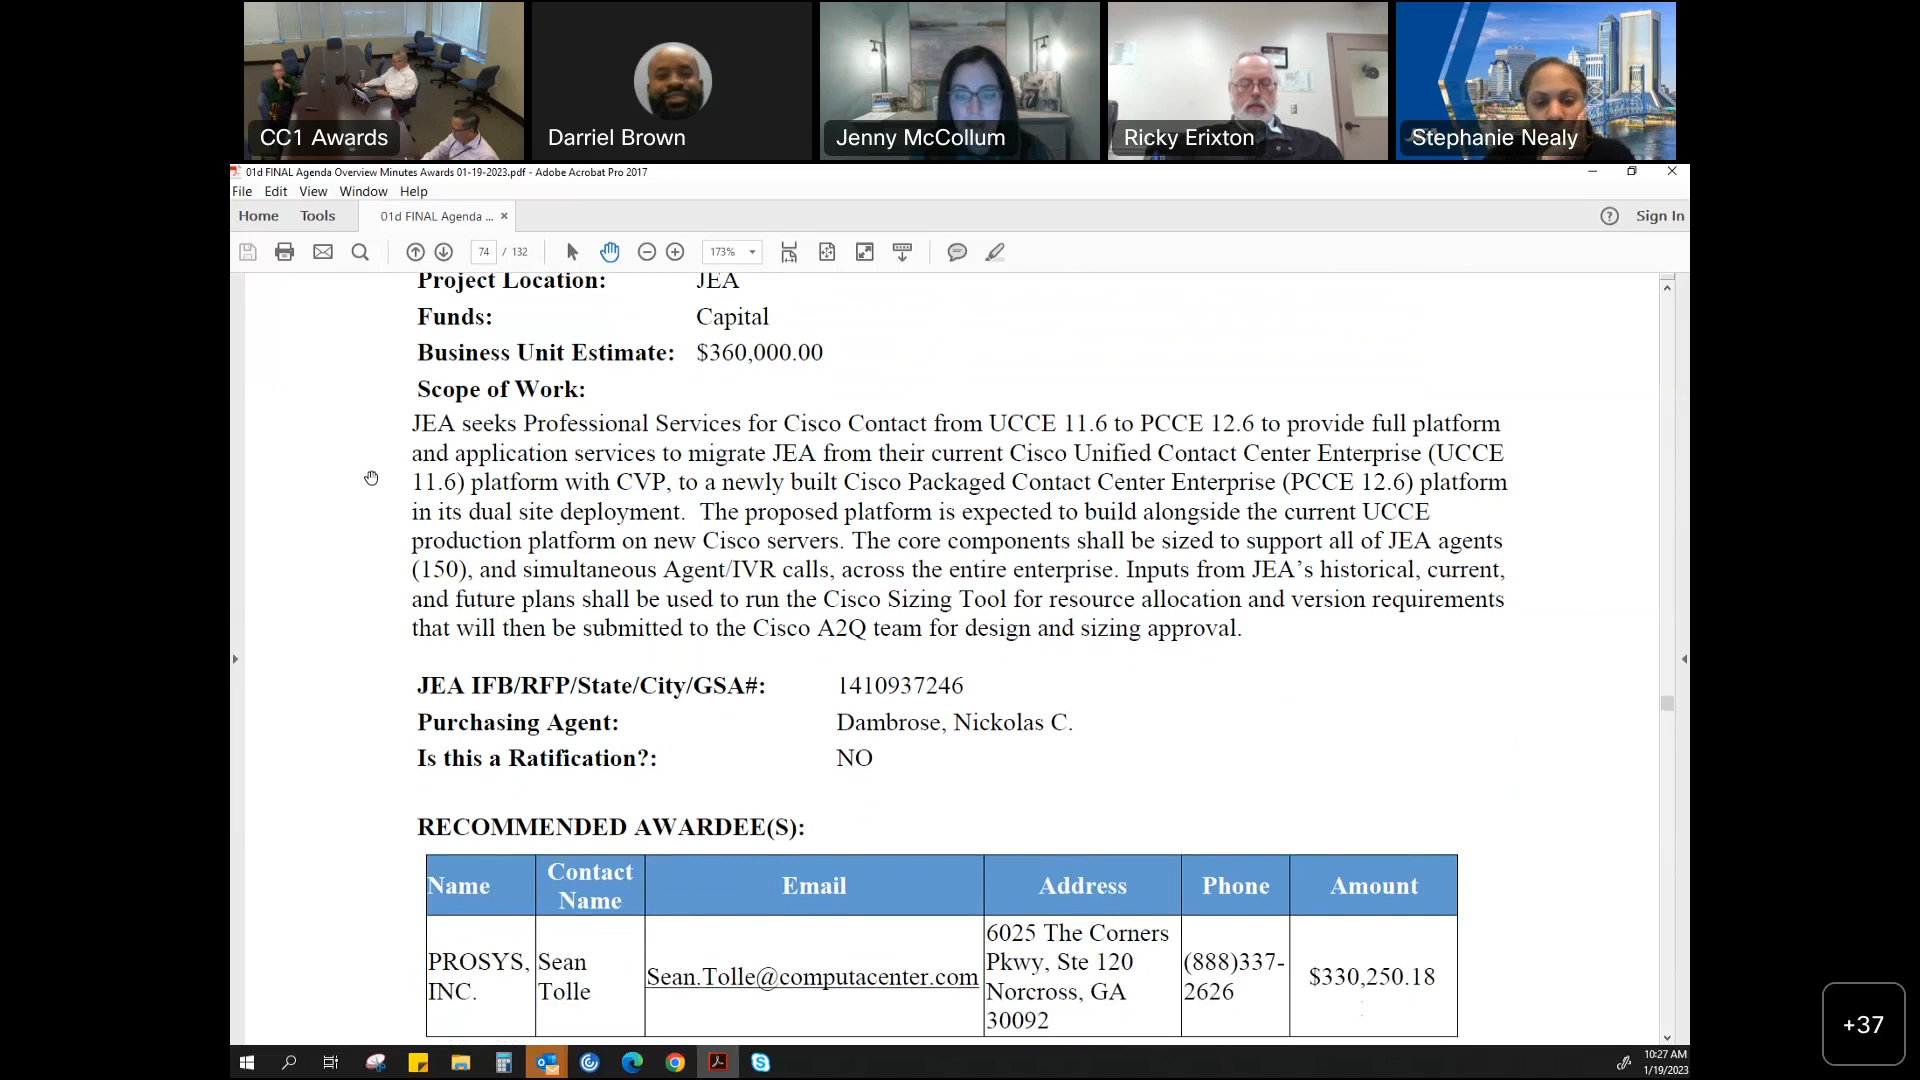 CC1 Awards
Darriel Brown
Jenny McCollum
Ricky Erixton
Stephanie Nealy
01d FINAL Agenda Overview Minutes Awards 01-19-2023.pdf - Adobe Acrobat Pro 2017
File Edit View Window Help
Home Tools 01d FINAL Agenda ... × Sign In
74 / 132 173%
Project Location: JEA
Funds: Capital
Business Unit Estimate: $360,000.00
Scope of Work:
JEA seeks Professional Services for Cisco Contact from UCCE 11.6 to PCCE 12.6 to provide full platform
and application services to migrate JEA from their current Cisco Unified Contact Center Enterprise (UCCE
11.6) platform with CVP, to a newly built Cisco Packaged Contact Center Enterprise (PCCE 12.6) platform
in its dual site deployment. The proposed platform is expected to build alongside the current UCCE
production platform on new Cisco servers. The core components shall be sized to support all of JEA agents
(150), and simultaneous Agent/IVR calls, across the entire enterprise. Inputs from JEA’s historical, current,
and future plans shall be used to run the Cisco Sizing Tool for resource allocation and version requirements
that will then be submitted to the Cisco A2Q team for design and sizing approval.
JEA IFB/RFP/State/City/GSA#: 1410937246
Purchasing Agent: Dambrose, Nickolas C.
Is this a Ratification?: NO
RECOMMENDED AWARDEE(S):
Name Contact Name Email Address Phone Amount
PROSYS, INC. Sean Tolle Sean.Tolle@computacenter.com 6025 The Corners Pkwy, Ste 120 Norcross, GA 30092 (888)337-2626 $330,250.18
+37
10:27 AM
1/19/2023